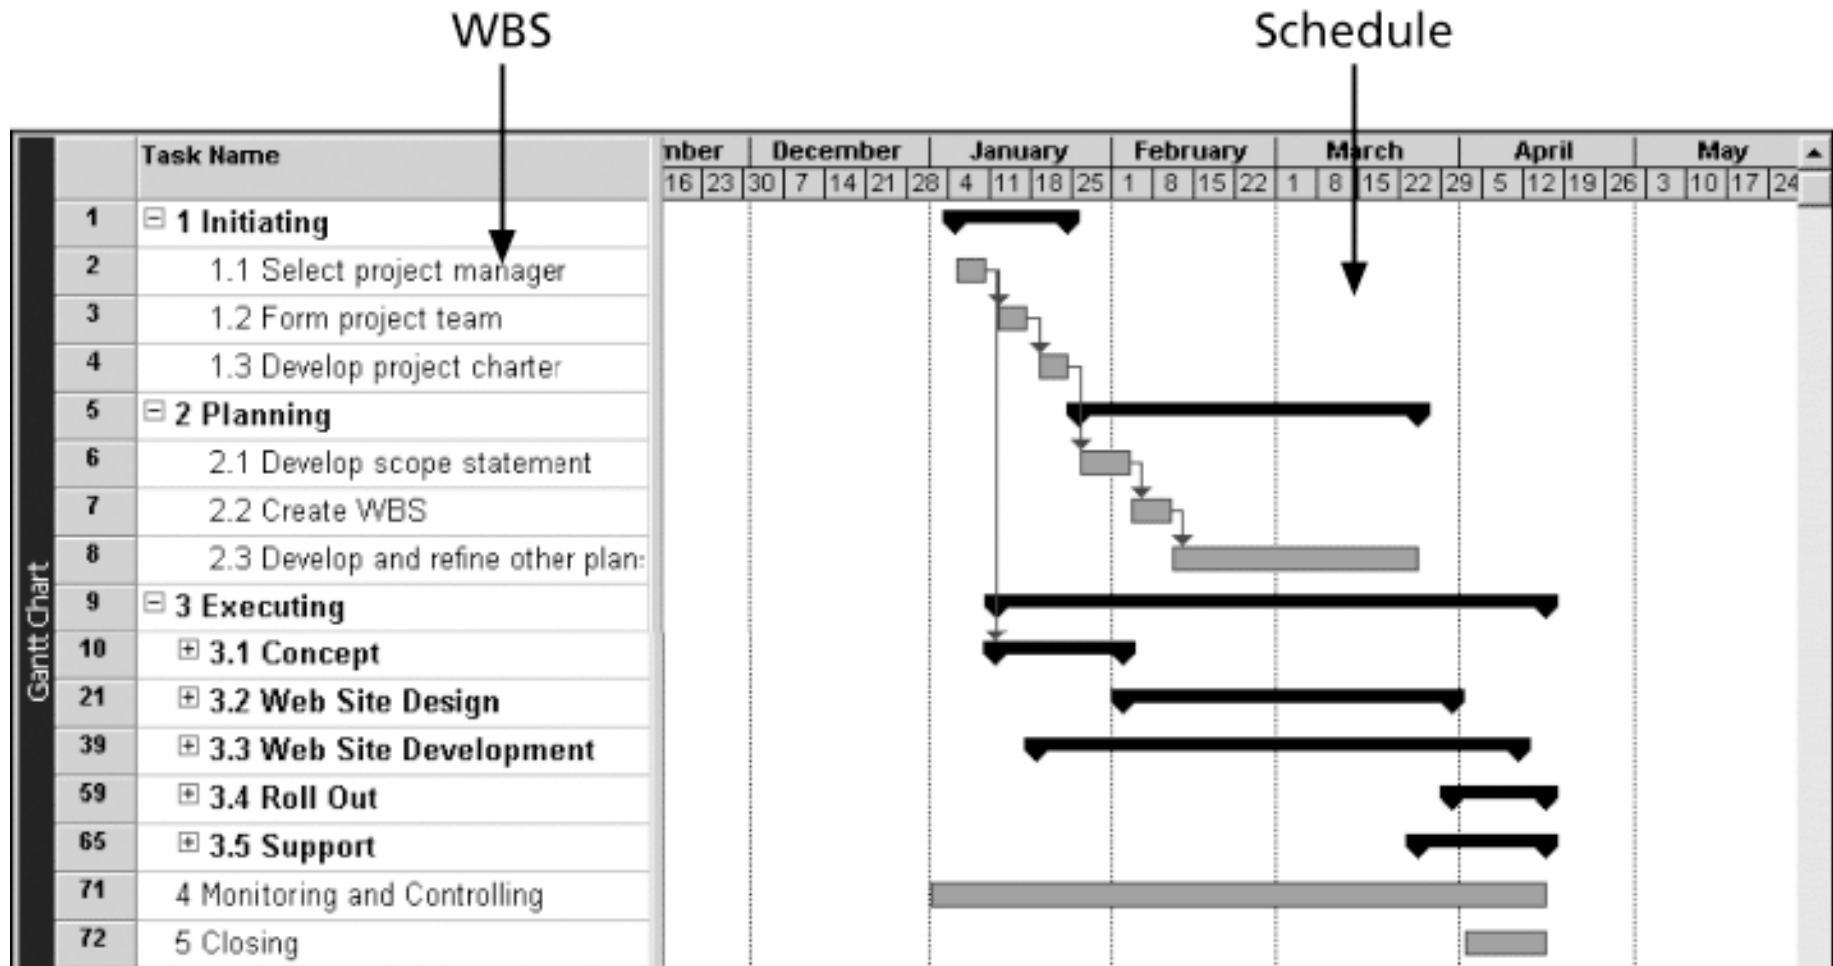 WBS
Schedule
Task Name
mber December January February March April May
16 23 30 7 14 21 28 4 11 18 25 1 8 15 22 1 8 15 22 29 5 12 19 26 3 10 17 24
1 1 Initiating
2 1.1 Select project manager
3 1.2 Form project team
4 1.3 Develop project charter
5 2 Planning
6 2.1 Develop scope statement
7 2.2 Create WBS
8 2.3 Develop and refine other plans
9 3 Executing
10 3.1 Concept
21 3.2 Web Site Design
39 3.3 Web Site Development
59 3.4 Roll Out
65 3.5 Support
71 4 Monitoring and Controlling
72 5 Closing
Gantt Chart